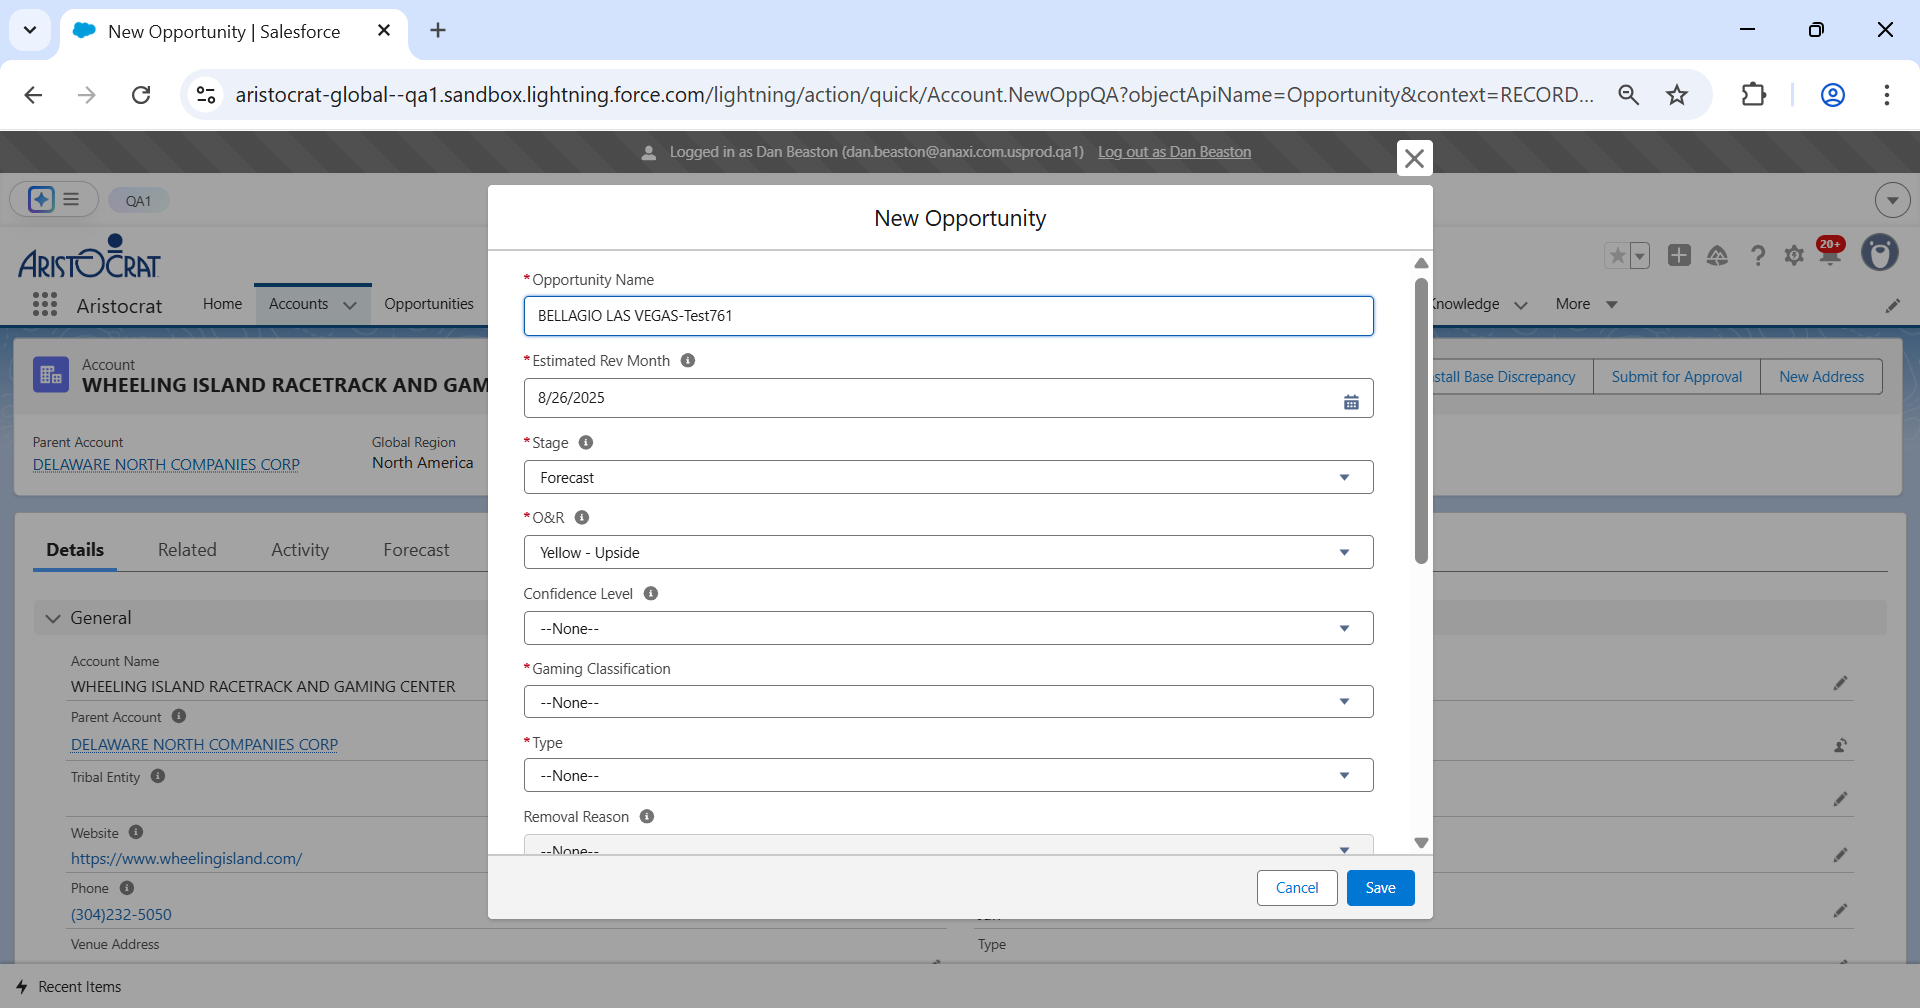 New Opportunity | Salesforce
aristocrat-global--qa1.sandbox.lightning.force.com/lightning/action/quick/Account.NewOppQA?objectApiName=Opportunity&context=RECORD...
Logged in as Dan Beaston (dan.beaston@anaxi.com.usprod.qa1) Log out as Dan Beaston
QA1
ARISTOCRAT
20+
Aristocrat Home Accounts Opportunities Knowledge More
Account
WHEELING ISLAND RACETRACK AND GAM
Install Base Discrepancy Submit for Approval New Address
Parent Account
DELAWARE NORTH COMPANIES CORP
Global Region
North America
Details Related Activity Forecast
General
Account Name
WHEELING ISLAND RACETRACK AND GAMING CENTER
Parent Account
DELAWARE NORTH COMPANIES CORP
Tribal Entity
Website
https://www.wheelingisland.com/
Phone
(304)232-5050
Venue Address
Type
New Opportunity
*Opportunity Name
BELLAGIO LAS VEGAS-Test761
*Estimated Rev Month
8/26/2025
*Stage
Forecast
*O&R
Yellow - Upside
Confidence Level
--None--
*Gaming Classification
--None--
*Type
--None--
Removal Reason
--None--
Cancel Save
Recent Items